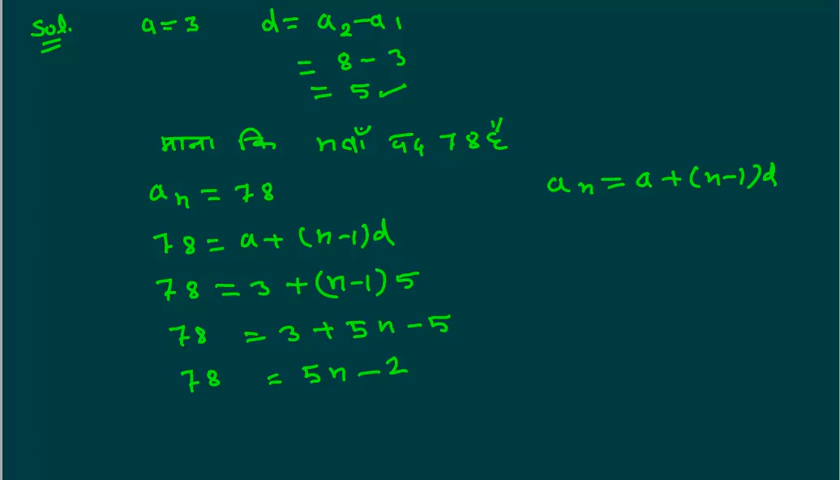 Sol. a = 3 d = a₂ - a₁
= 8 - 3
= 5 ✓
माना कि nवाँ पद 78 है
aₙ = 78
aₙ = a + (n-1)d
78 = a + (n-1)d
78 = 3 + (n-1) 5
78 = 3 + 5n - 5
78 = 5n - 2